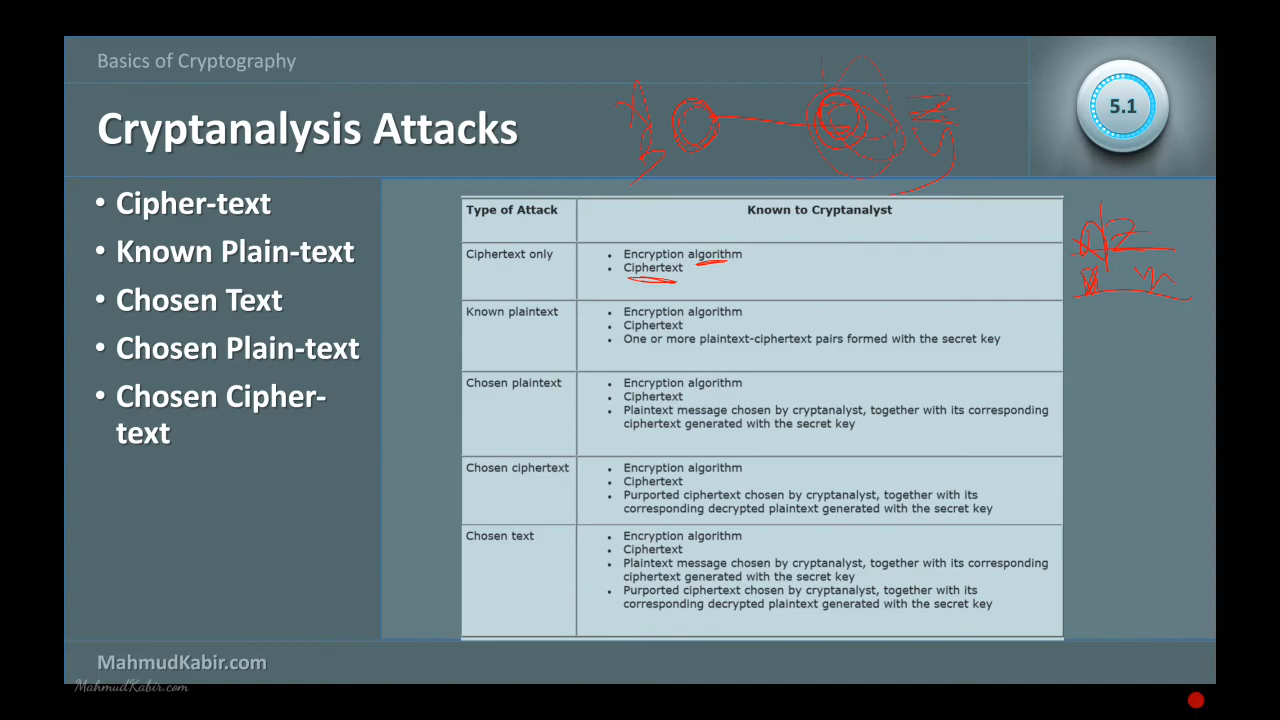 Basics of Cryptography
5.1
Cryptanalysis Attacks
• Cipher-text
• Known Plain-text
• Chosen Text
• Chosen Plain-text
• Chosen Cipher-
text
Type of Attack Known to Cryptanalyst
Ciphertext only
• Encryption algorithm
• Ciphertext
Known plaintext
• Encryption algorithm
• Ciphertext
• One or more plaintext-ciphertext pairs formed with the secret key
Chosen plaintext
• Encryption algorithm
• Ciphertext
• Plaintext message chosen by cryptanalyst, together with its corresponding
ciphertext generated with the secret key
Chosen ciphertext
• Encryption algorithm
• Ciphertext
• Purported ciphertext chosen by cryptanalyst, together with its
corresponding decrypted plaintext generated with the secret key
Chosen text
• Encryption algorithm
• Ciphertext
• Plaintext message chosen by cryptanalyst, together with its corresponding
ciphertext generated with the secret key
• Purported ciphertext chosen by cryptanalyst, together with its
corresponding decrypted plaintext generated with the secret key
MahmudKabir.com
MahmudKabir.com